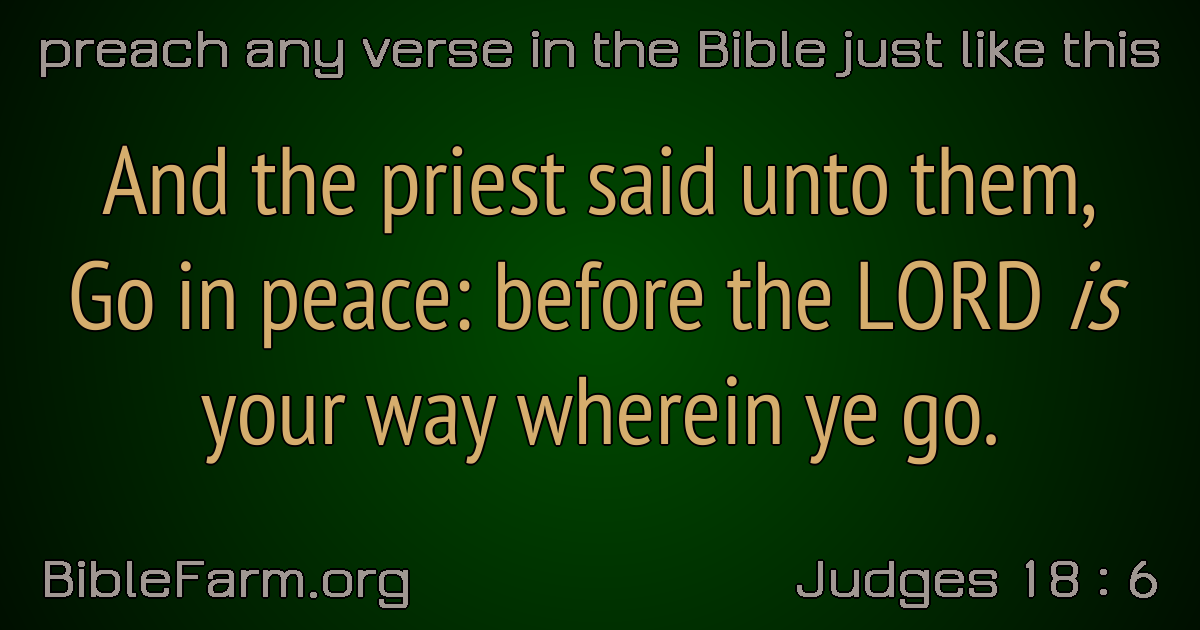 preach any verse in the Bible just like this
And the priest said unto them,
Go in peace: before the LORD is
your way wherein ye go.
BibleFarm.org
Judges 18 : 6